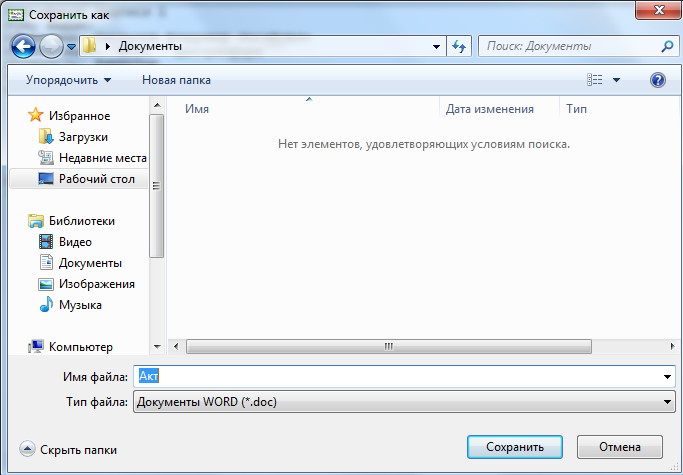 Сохранить как
Документы
Поиск: Документы
Упорядочить
Новая папка
Избранное
Загрузки
Недавние места
Рабочий стол
Библиотеки
Видео
Документы
Изображения
Музыка
Компьютер
Имя
Дата изменения
Тип
Нет элементов, удовлетворяющих условиям поиска.
Имя файла:
Акт
Тип файла:
Документы WORD (*.doc)
Скрыть папки
Сохранить
Отмена